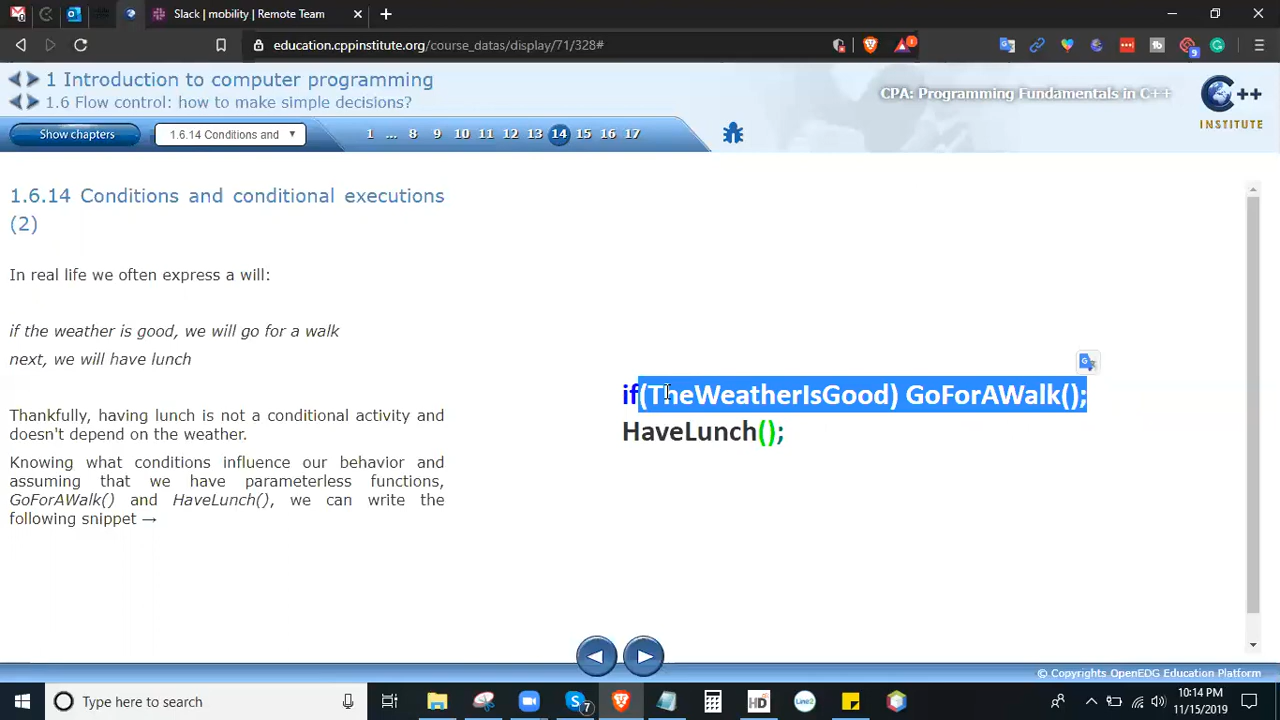 Slack | mobility | Remote Team
education.cppinstitute.org/course_datas/display/71/328#
1 Introduction to computer programming
1.6 Flow control: how to make simple decisions?
CPA: Programming Fundamentals in C++
C++
INSTITUTE
Show chapters
1.6.14 Conditions and
1 ... 8 9 10 11 12 13 14 15 16 17
1.6.14 Conditions and conditional executions
(2)
In real life we often express a will:
if the weather is good, we will go for a walk
next, we will have lunch
Thankfully, having lunch is not a conditional activity and
doesn't depend on the weather.
Knowing what conditions influence our behavior and
assuming that we have parameterless functions,
GoForAWalk() and HaveLunch(), we can write the
following snippet →
if(TheWeatherIsGood) GoForAWalk();
HaveLunch();
© Copyrights OpenEDG Education Platform
Type here to search
7
HD
Line2
10:14 PM
11/15/2019